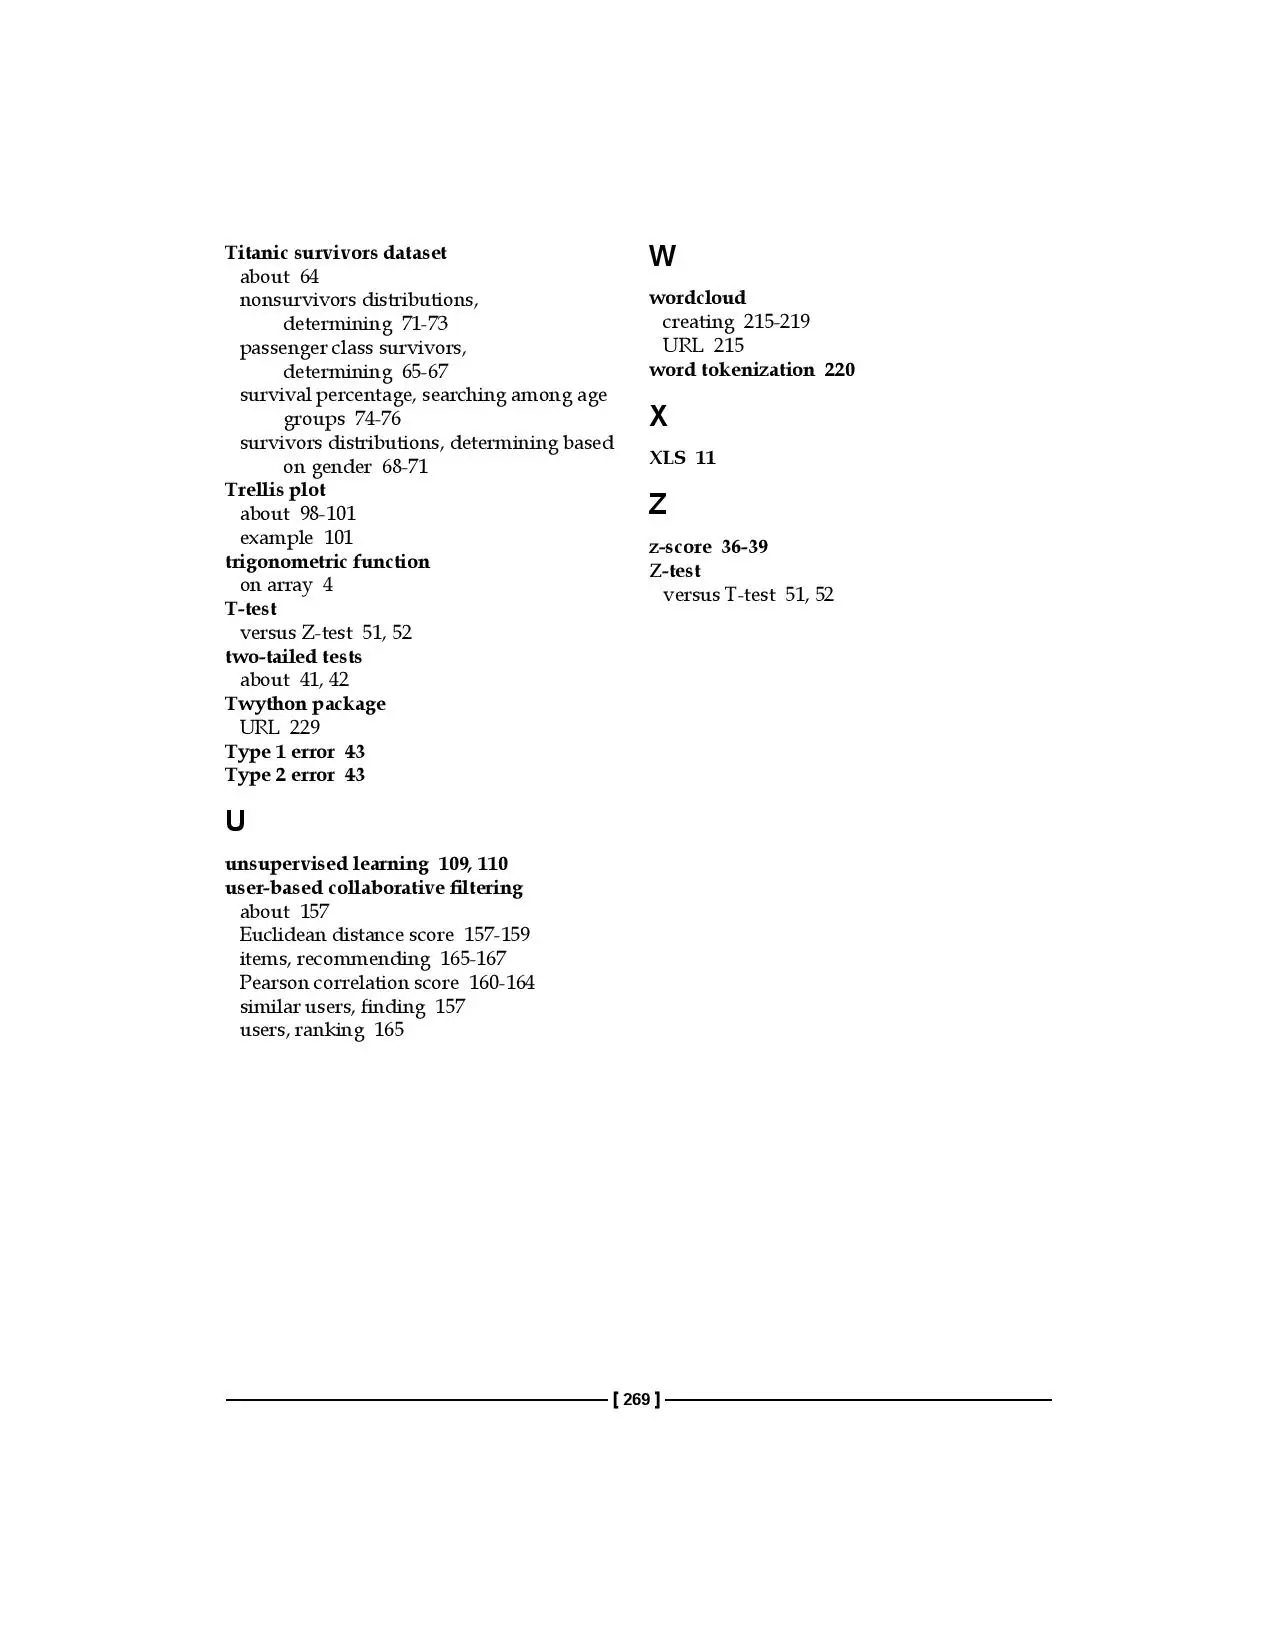 Titanic survivors dataset
about 64
nonsurvivors distributions,
determining 71-73
passenger class survivors,
determining 65-67
survival percentage, searching among age
groups 74-76
survivors distributions, determining based
on gender 68-71
Trellis plot
about 98-101
example 101
trigonometric function
on array 4
T-test
versus Z-test 51, 52
two-tailed tests
about 41, 42
Twython package
URL 229
Type 1 error 43
Type 2 error 43
U
unsupervised learning 109, 110
user-based collaborative filtering
about 157
Euclidean distance score 157-159
items, recommending 165-167
Pearson correlation score 160-164
similar users, finding 157
users, ranking 165
W
wordcloud
creating 215-219
URL 215
word tokenization 220
X
XLS 11
Z
z-score 36-39
Z-test
versus T-test 51, 52
[ 269 ]